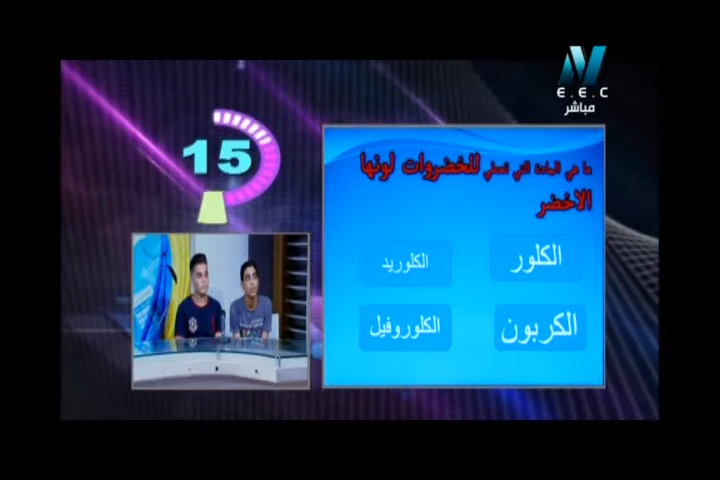 E.E.C
مباشر
15
ما هي المادة التي تعطي للخضروات لونها
الاخضر
الكلور
الكلوريد
الكربون
الكلوروفيل